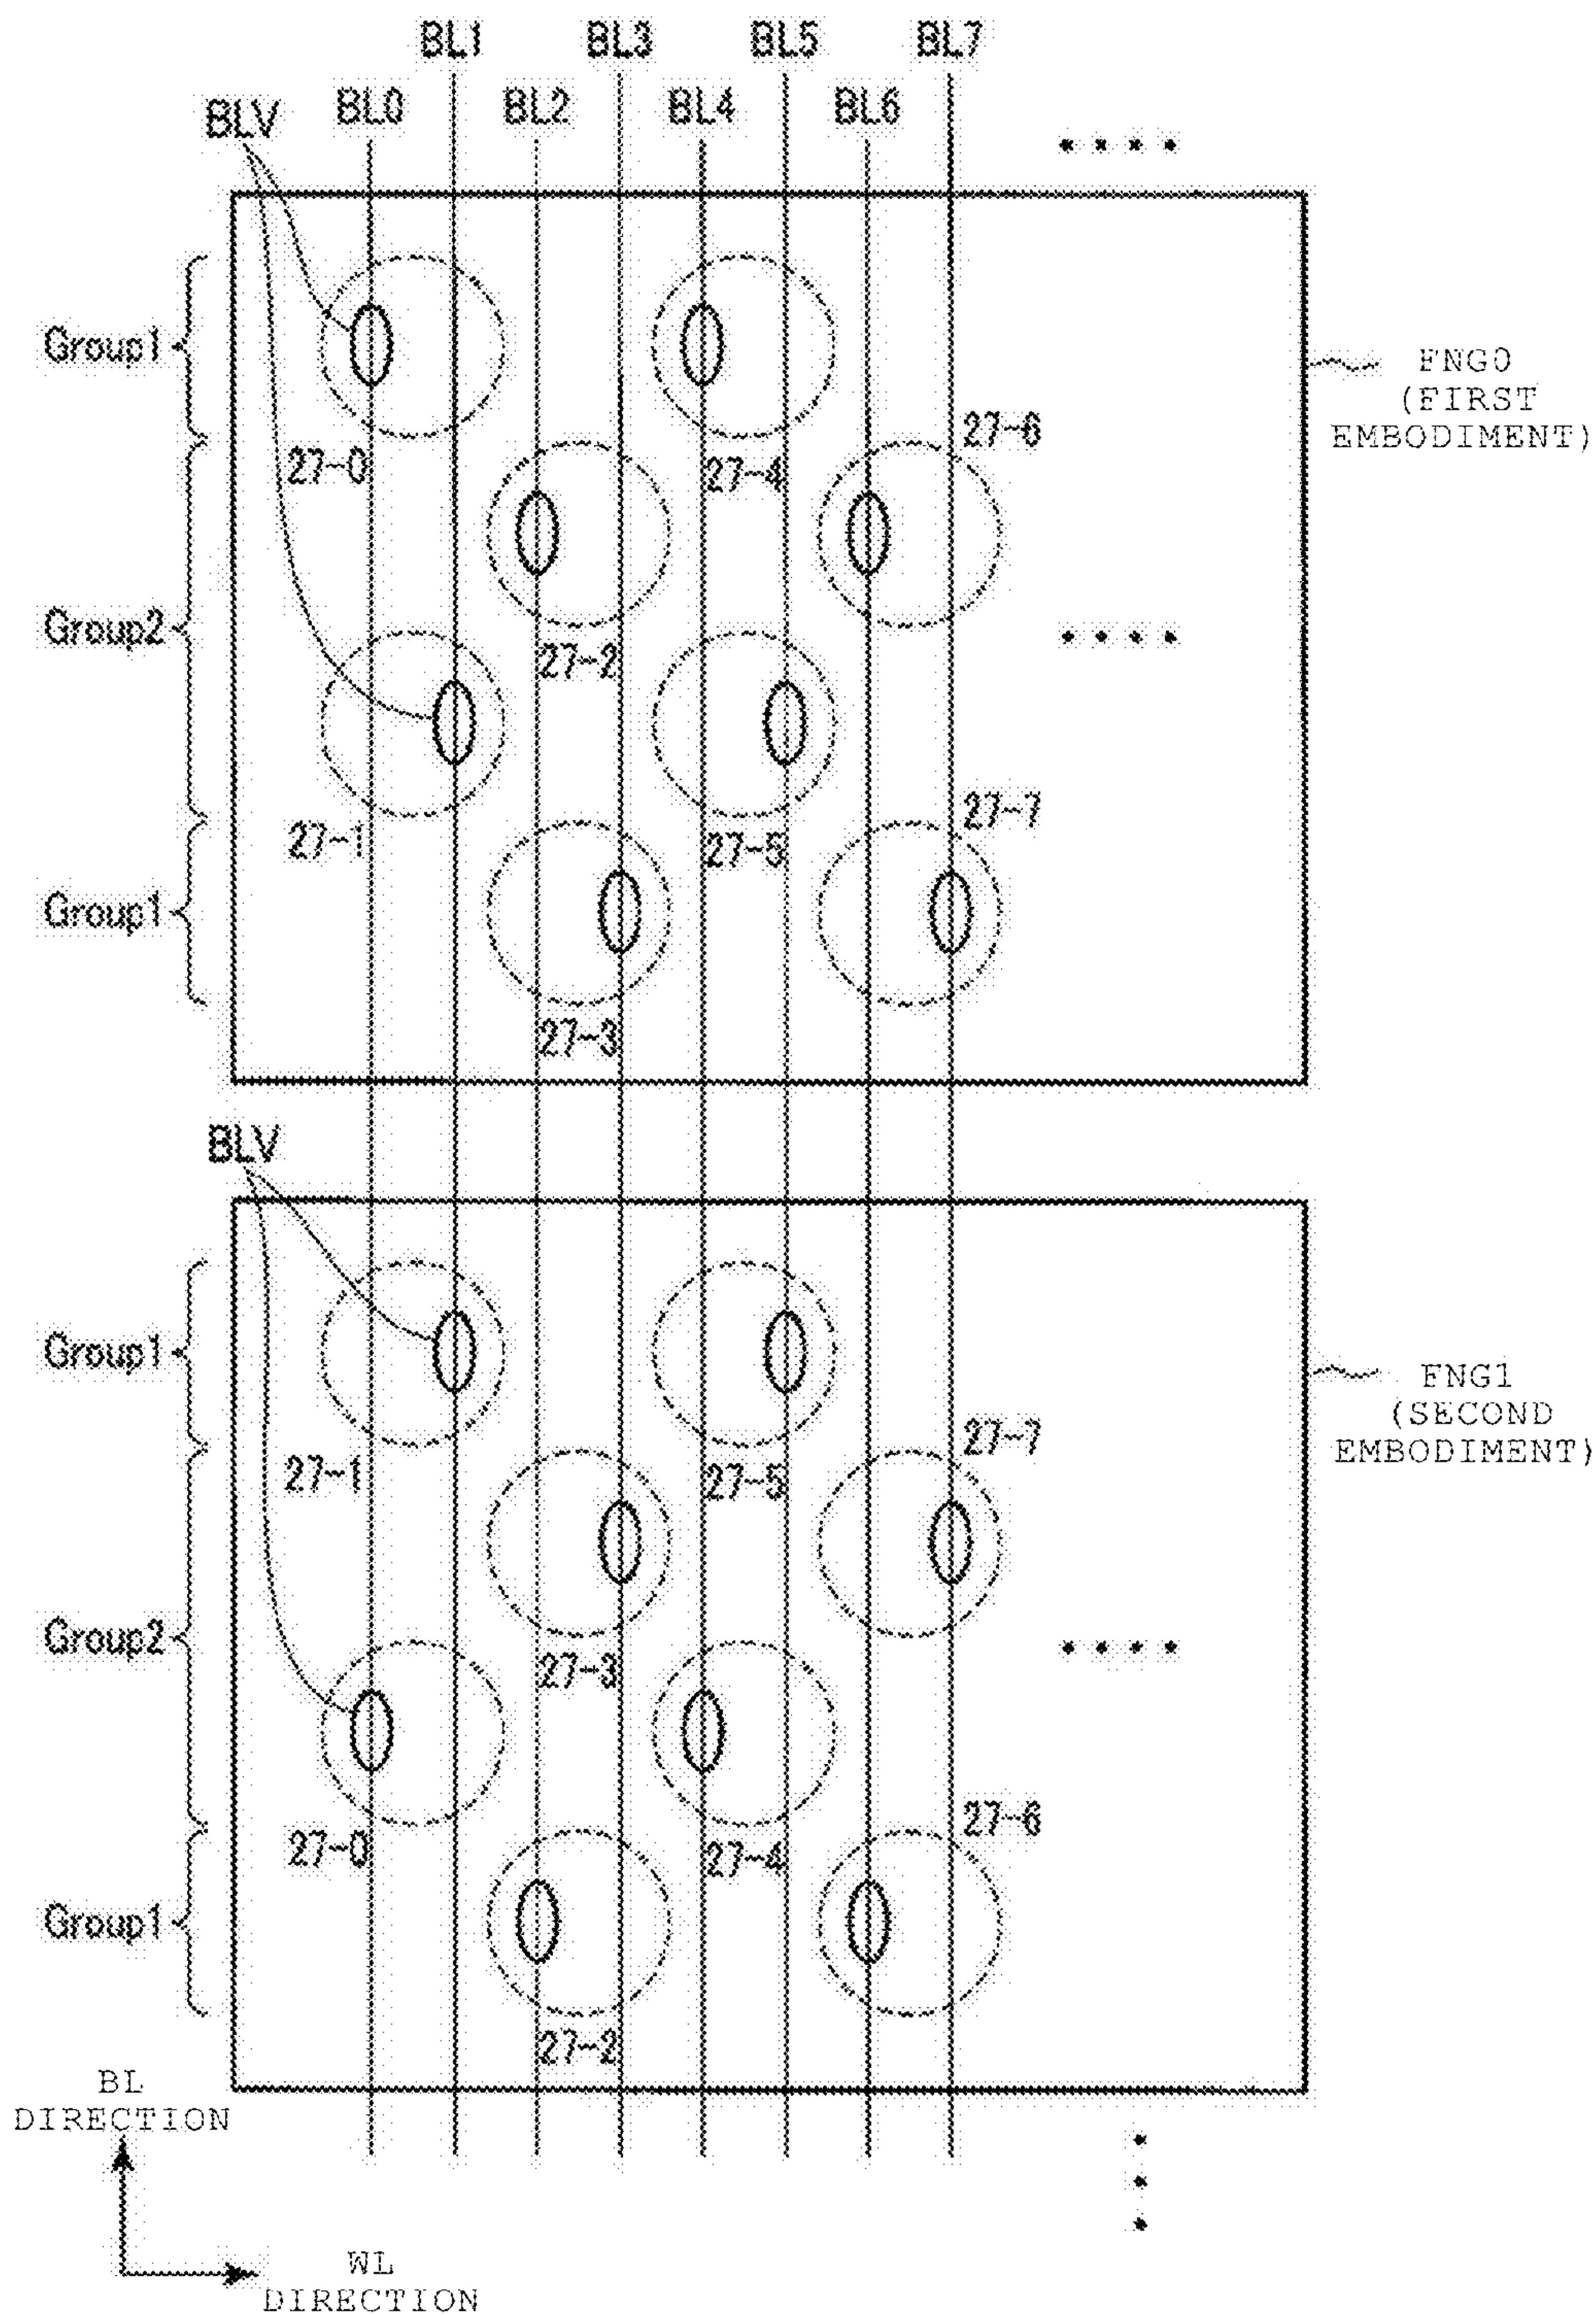 BL1 BL3 BL5 BL7
BLV BL0 BL2 BL4 BL6
Group1
FNG0
(FIRST
EMBODIMENT)
27-0 27-4 27-6
Group2
27-2
27-1 27-5 27-7
Group1
27-3
BLV
Group1
FNG1
(SECOND
EMBODIMENT)
27-1 27-5 27-7
Group2
27-3
27-0 27-4 27-6
Group1
27-2
BL
DIRECTION
WL
DIRECTION